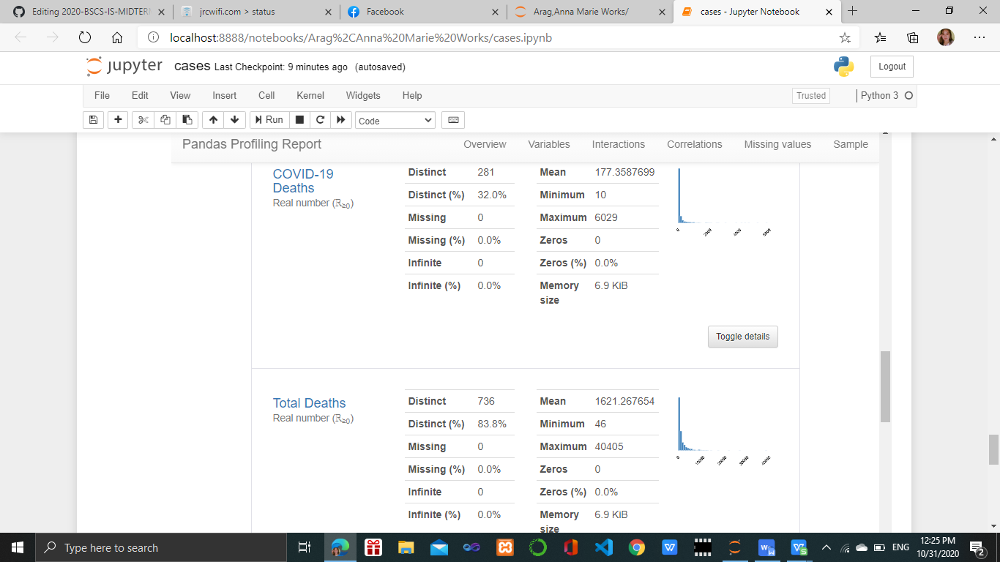 Editing 2020-BSCS-IS-MIDTER
jrcwifi.com > status
Facebook
Arag,Anna Marie Works/
cases - Jupyter Notebook
localhost:8888/notebooks/Arag%2CAnna%20Marie%20Works/cases.ipynb
jupyter cases Last Checkpoint: 9 minutes ago (autosaved)
Logout
File Edit View Insert Cell Kernel Widgets Help
Trusted
Python 3
Run
Code
Pandas Profiling Report
Overview Variables Interactions Correlations Missing values Sample
COVID-19
Deaths
Real number (ℝ≥0)
Distinct 281
Distinct (%) 32.0%
Missing 0
Missing (%) 0.0%
Infinite 0
Infinite (%) 0.0%
Mean 177.3587699
Minimum 10
Maximum 6029
Zeros 0
Zeros (%) 0.0%
Memory 6.9 KiB
size
0 2000 4000 6000
Toggle details
Total Deaths
Real number (ℝ≥0)
Distinct 736
Distinct (%) 83.8%
Missing 0
Missing (%) 0.0%
Infinite 0
Infinite (%) 0.0%
Mean 1621.267654
Minimum 46
Maximum 40405
Zeros 0
Zeros (%) 0.0%
Memory 6.9 KiB
size
0 10000 20000 30000 40000
Type here to search
ENG
12:25 PM
10/31/2020
2